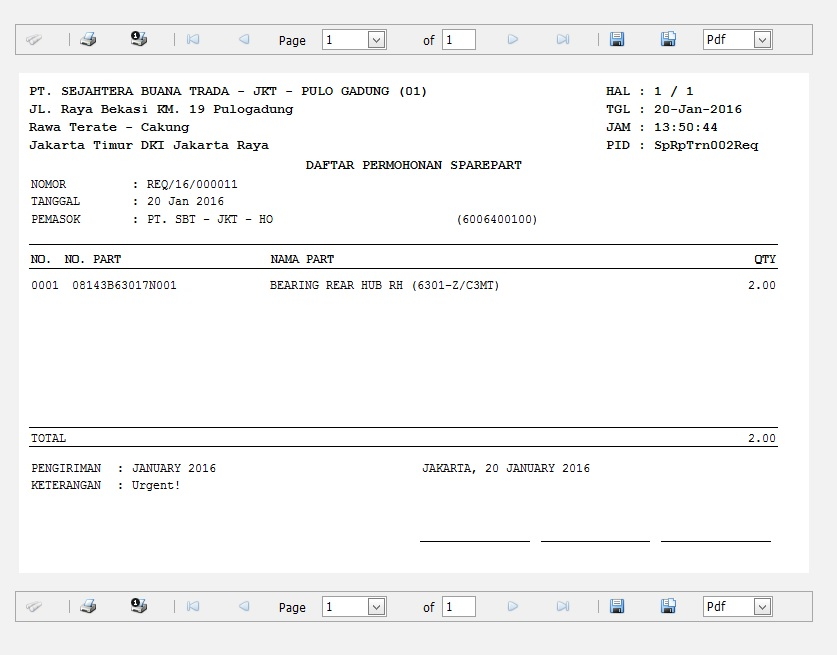 Page 1 of 1 Pdf
PT. SEJAHTERA BUANA TRADA - JKT - PULO GADUNG (01) HAL : 1 / 1
JL. Raya Bekasi KM. 19 Pulogadung TGL : 20-Jan-2016
Rawa Terate - Cakung JAM : 13:50:44
Jakarta Timur DKI Jakarta Raya PID : SpRpTrn002Req
DAFTAR PERMOHONAN SPAREPART
NOMOR : REQ/16/000011
TANGGAL : 20 Jan 2016
PEMASOK : PT. SBT - JKT - HO (6006400100)
NO. NO. PART NAMA PART QTY
0001 08143B63017N001 BEARING REAR HUB RH (6301-Z/C3MT) 2.00
TOTAL 2.00
PENGIRIMAN : JANUARY 2016 JAKARTA, 20 JANUARY 2016
KETERANGAN : Urgent!
Page 1 of 1 Pdf